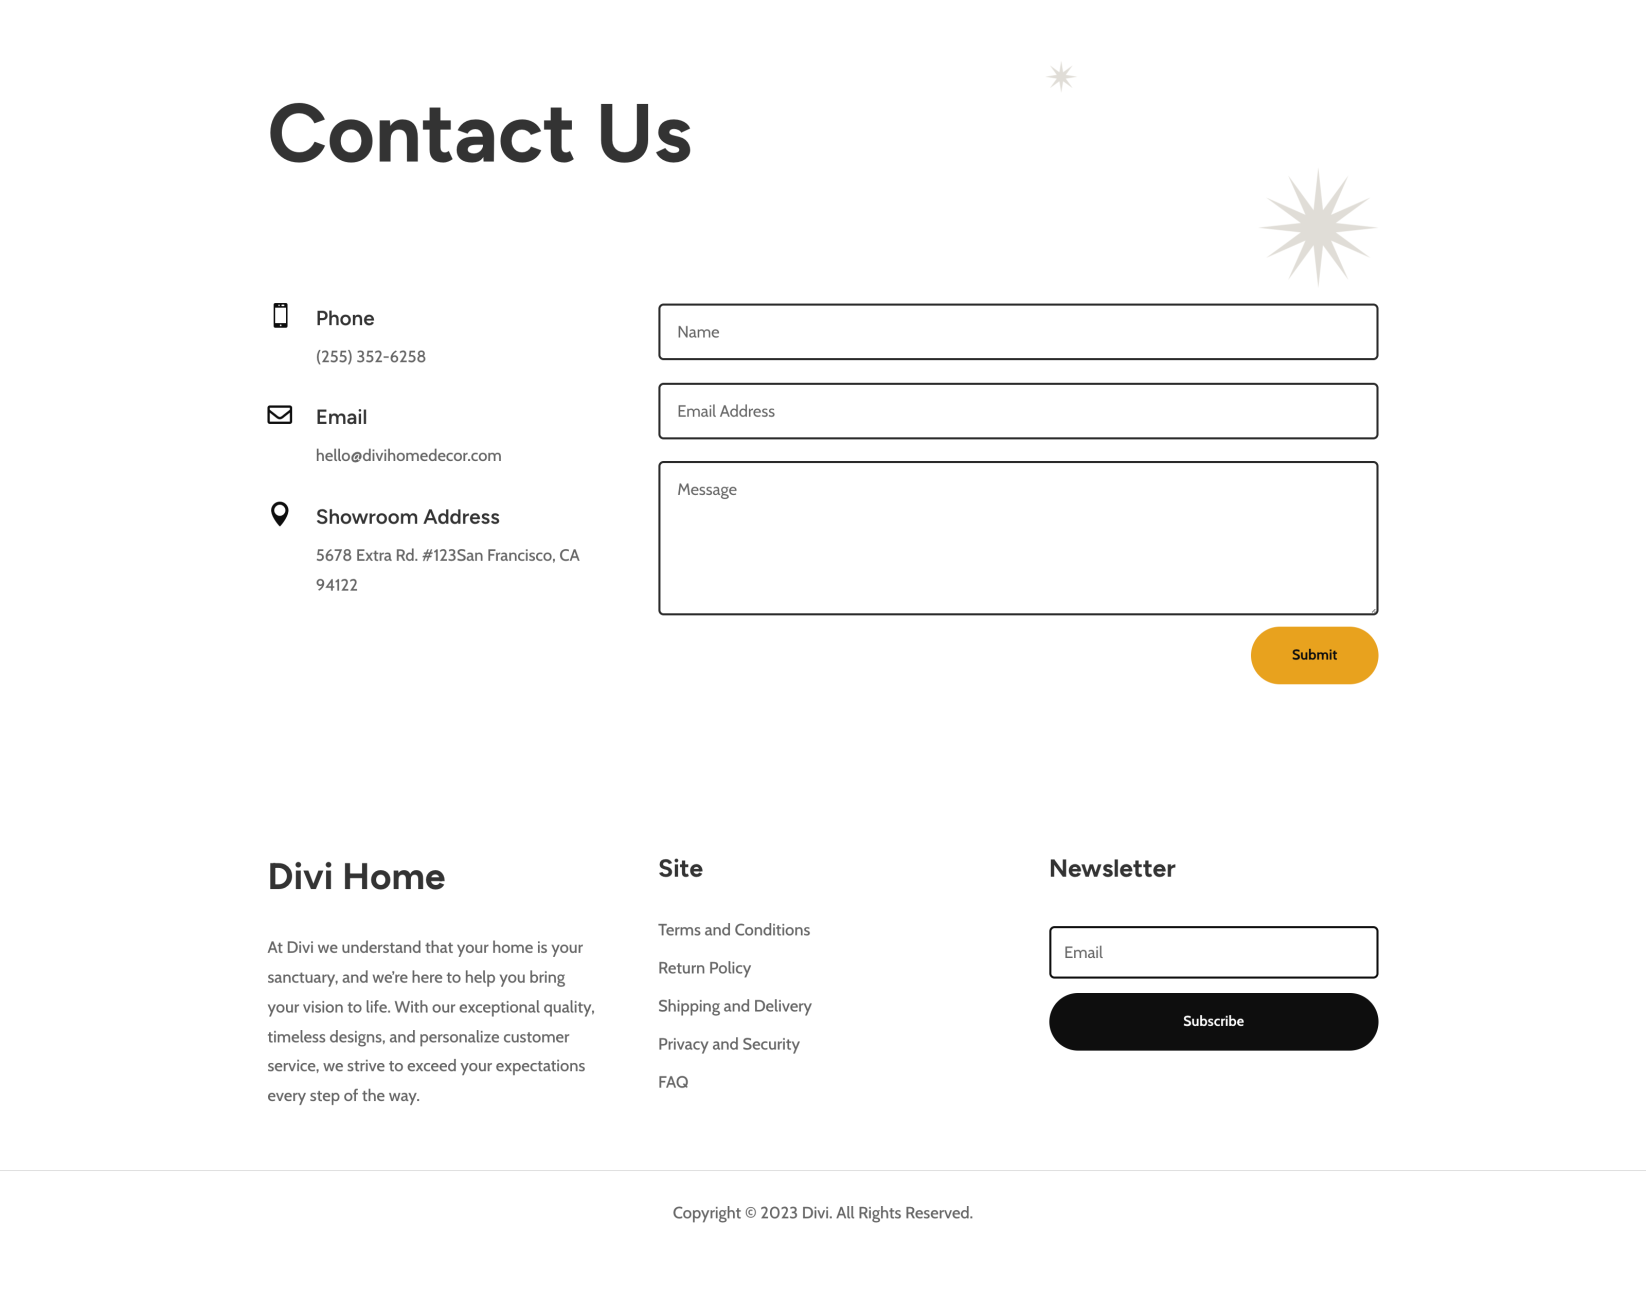 Contact Us
Phone
(255) 352-6258
Email
hello@divihomedecor.com
Showroom Address
5678 Extra Rd. #123San Francisco, CA
94122
Name
Email Address
Message
Submit
Divi Home
At Divi we understand that your home is your
sanctuary, and we're here to help you bring
your vision to life. With our exceptional quality,
timeless designs, and personalize customer
service, we strive to exceed your expectations
every step of the way.
Site
Terms and Conditions
Return Policy
Shipping and Delivery
Privacy and Security
FAQ
Newsletter
Email
Subscribe
Copyright © 2023 Divi. All Rights Reserved.